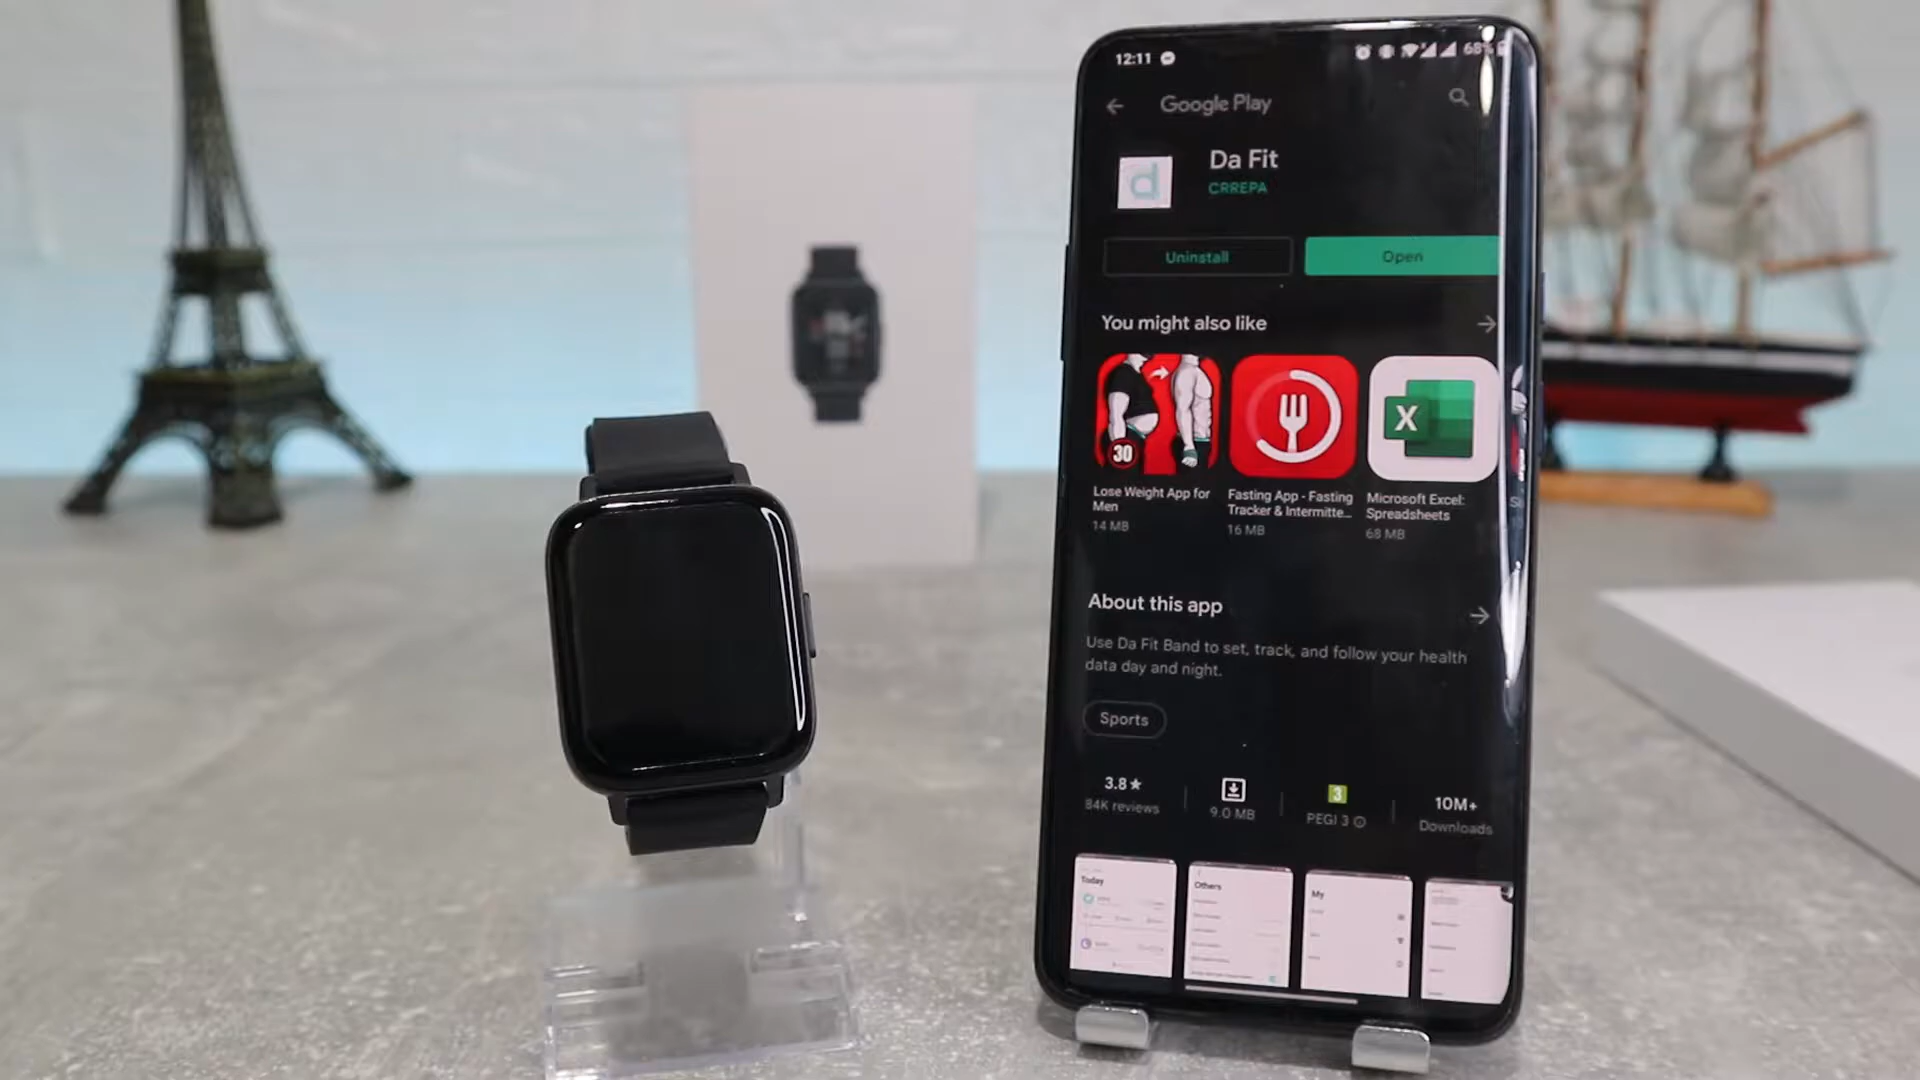 12:11
68%
Google Play
d
Da Fit
CRREPA
Uninstall
Open
You might also like
30
X
Lose Weight App for
Men
14 MB
Fasting App - Fasting
Tracker & Intermitte...
16 MB
Microsoft Excel:
Spreadsheets
68 MB
About this app
Use Da Fit Band to set, track, and follow your health
data day and night.
Sports
3.8★
84K reviews
9.0 MB
3
PEGI 3
10M+
Downloads
Today
Others
My